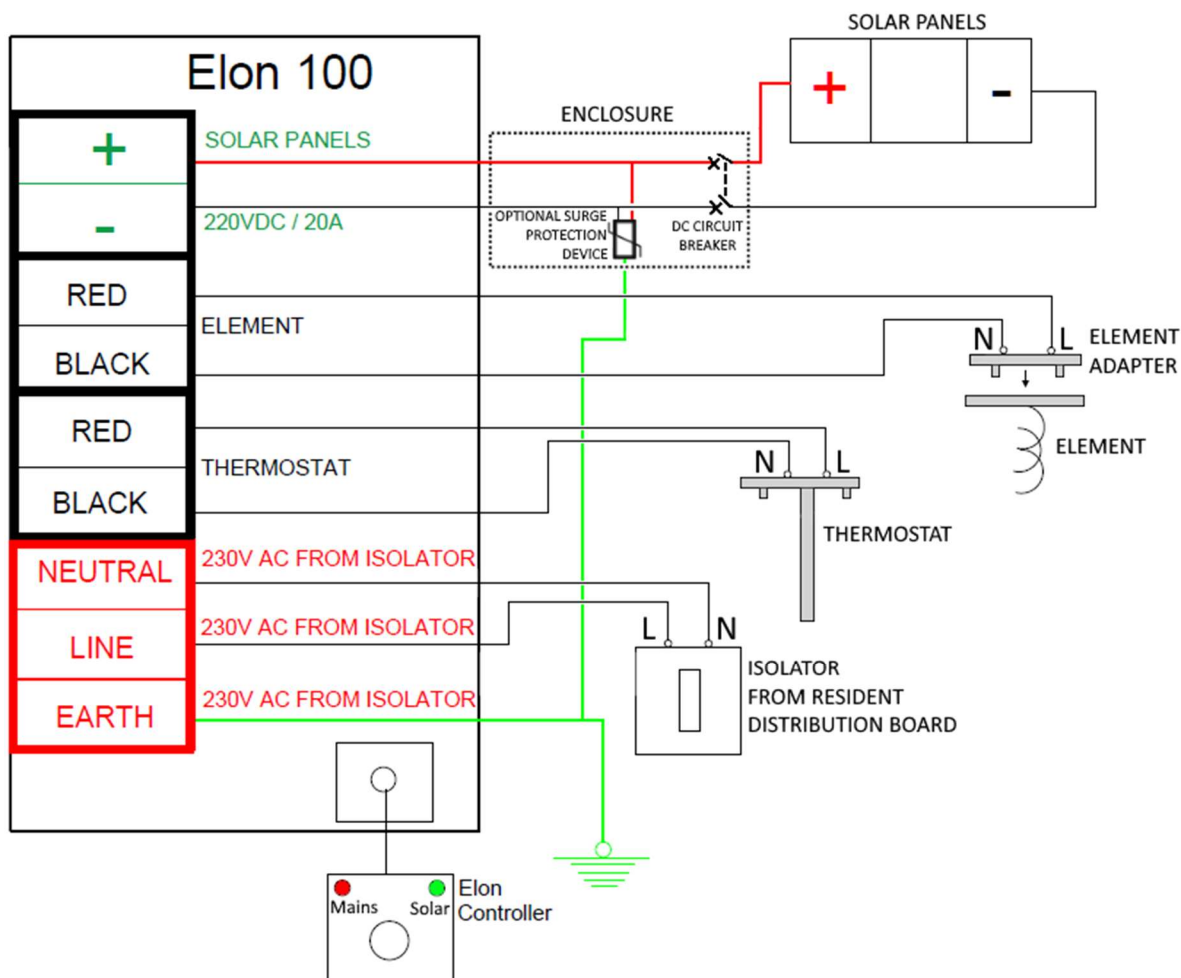 SOLAR PANELS
+
-
Elon 100
ENCLOSURE
+
SOLAR PANELS
-
220VDC / 20A
OPTIONAL SURGE
PROTECTION
DEVICE
DC CIRCUIT
BREAKER
RED
ELEMENT
BLACK
N L
ELEMENT
ADAPTER
ELEMENT
RED
THERMOSTAT
BLACK
N L
THERMOSTAT
NEUTRAL
230V AC FROM ISOLATOR
LINE
230V AC FROM ISOLATOR
EARTH
230V AC FROM ISOLATOR
L N
ISOLATOR
FROM RESIDENT
DISTRIBUTION BOARD
Mains
Solar
Elon
Controller